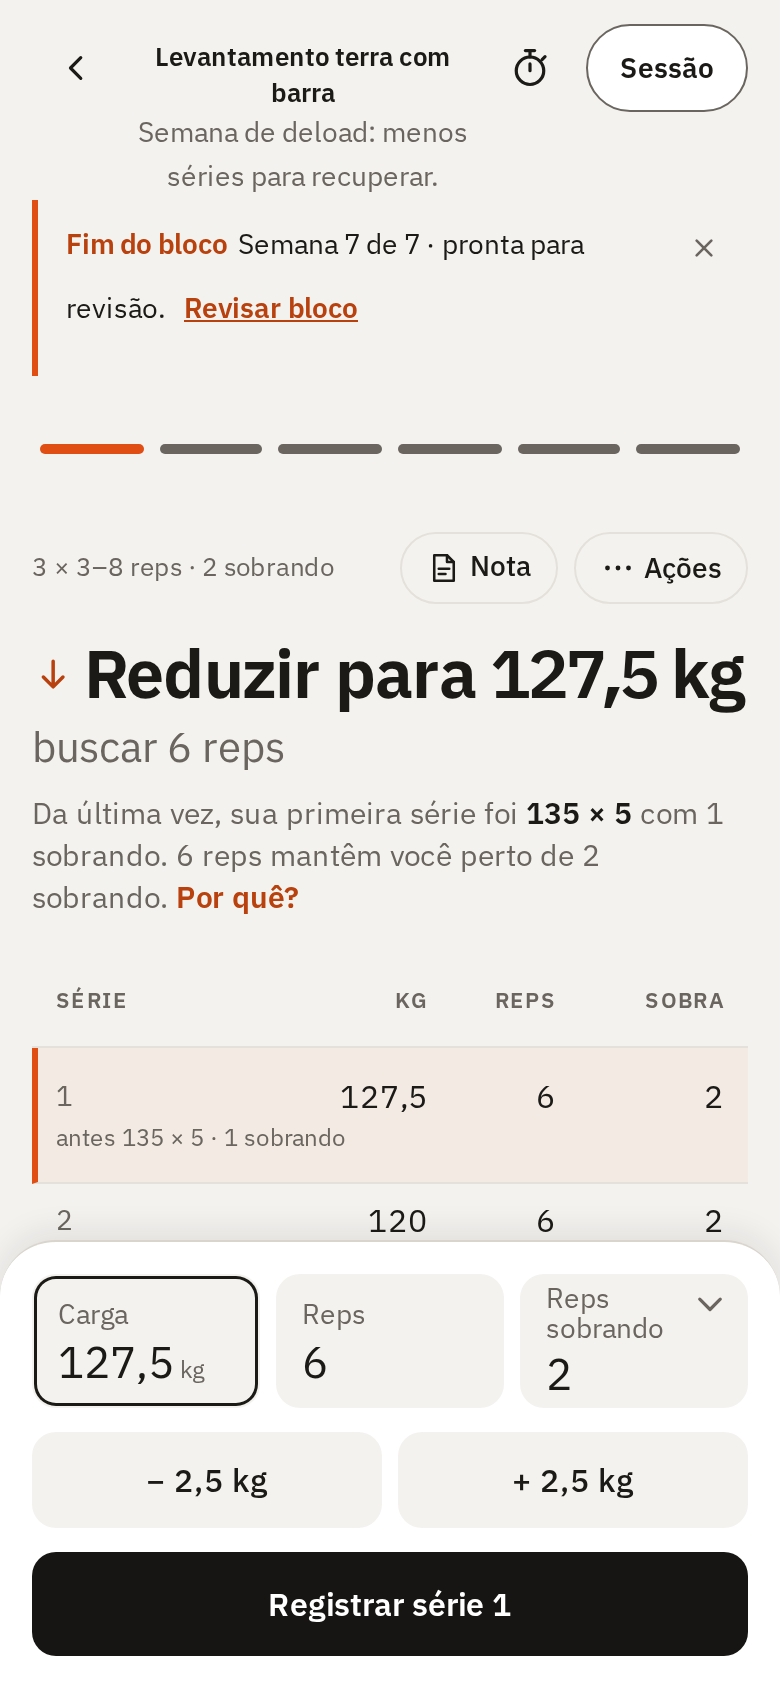 Levantamento terra com
barra
Sessão
Semana de deload: menos
séries para recuperar.
Fim do bloco Semana 7 de 7 · pronta para
revisão. Revisar bloco
3 × 3–8 reps · 2 sobrando
Nota
Ações
Reduzir para 127,5 kg
buscar 6 reps
Da última vez, sua primeira série foi 135 × 5 com 1
sobrando. 6 reps mantêm você perto de 2
sobrando. Por quê?
SÉRIE KG REPS SOBRA
1 127,5 6 2
antes 135 × 5 · 1 sobrando
2 120 6 2
Carga
127,5 kg
Reps
6
Reps
sobrando
2
– 2,5 kg
+ 2,5 kg
Registrar série 1